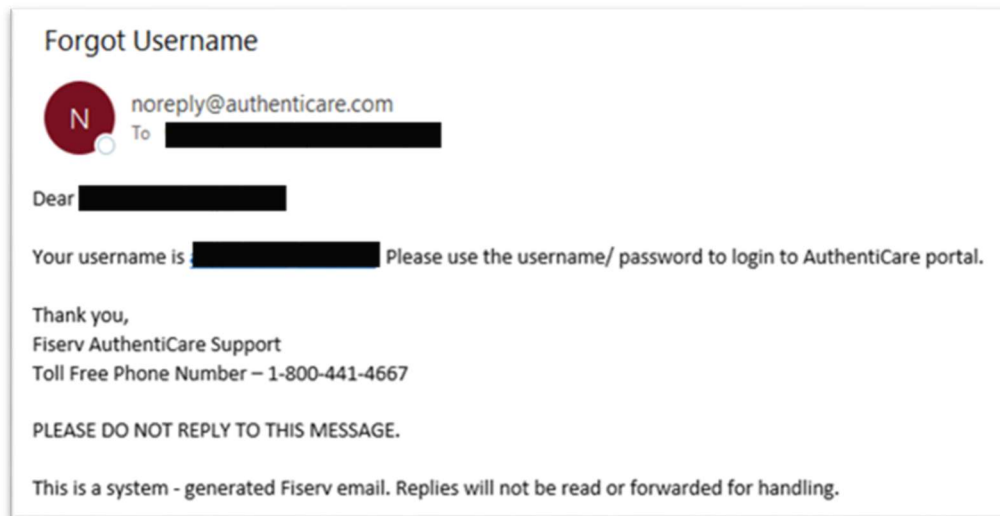 Forgot Username
N
noreply@authenticare.com
To
Dear
Your username is Please use the username/ password to login to AuthentiCare portal.
Thank you,
Fiserv AuthentiCare Support
Toll Free Phone Number – 1-800-441-4667
PLEASE DO NOT REPLY TO THIS MESSAGE.
This is a system - generated Fiserv email. Replies will not be read or forwarded for handling.